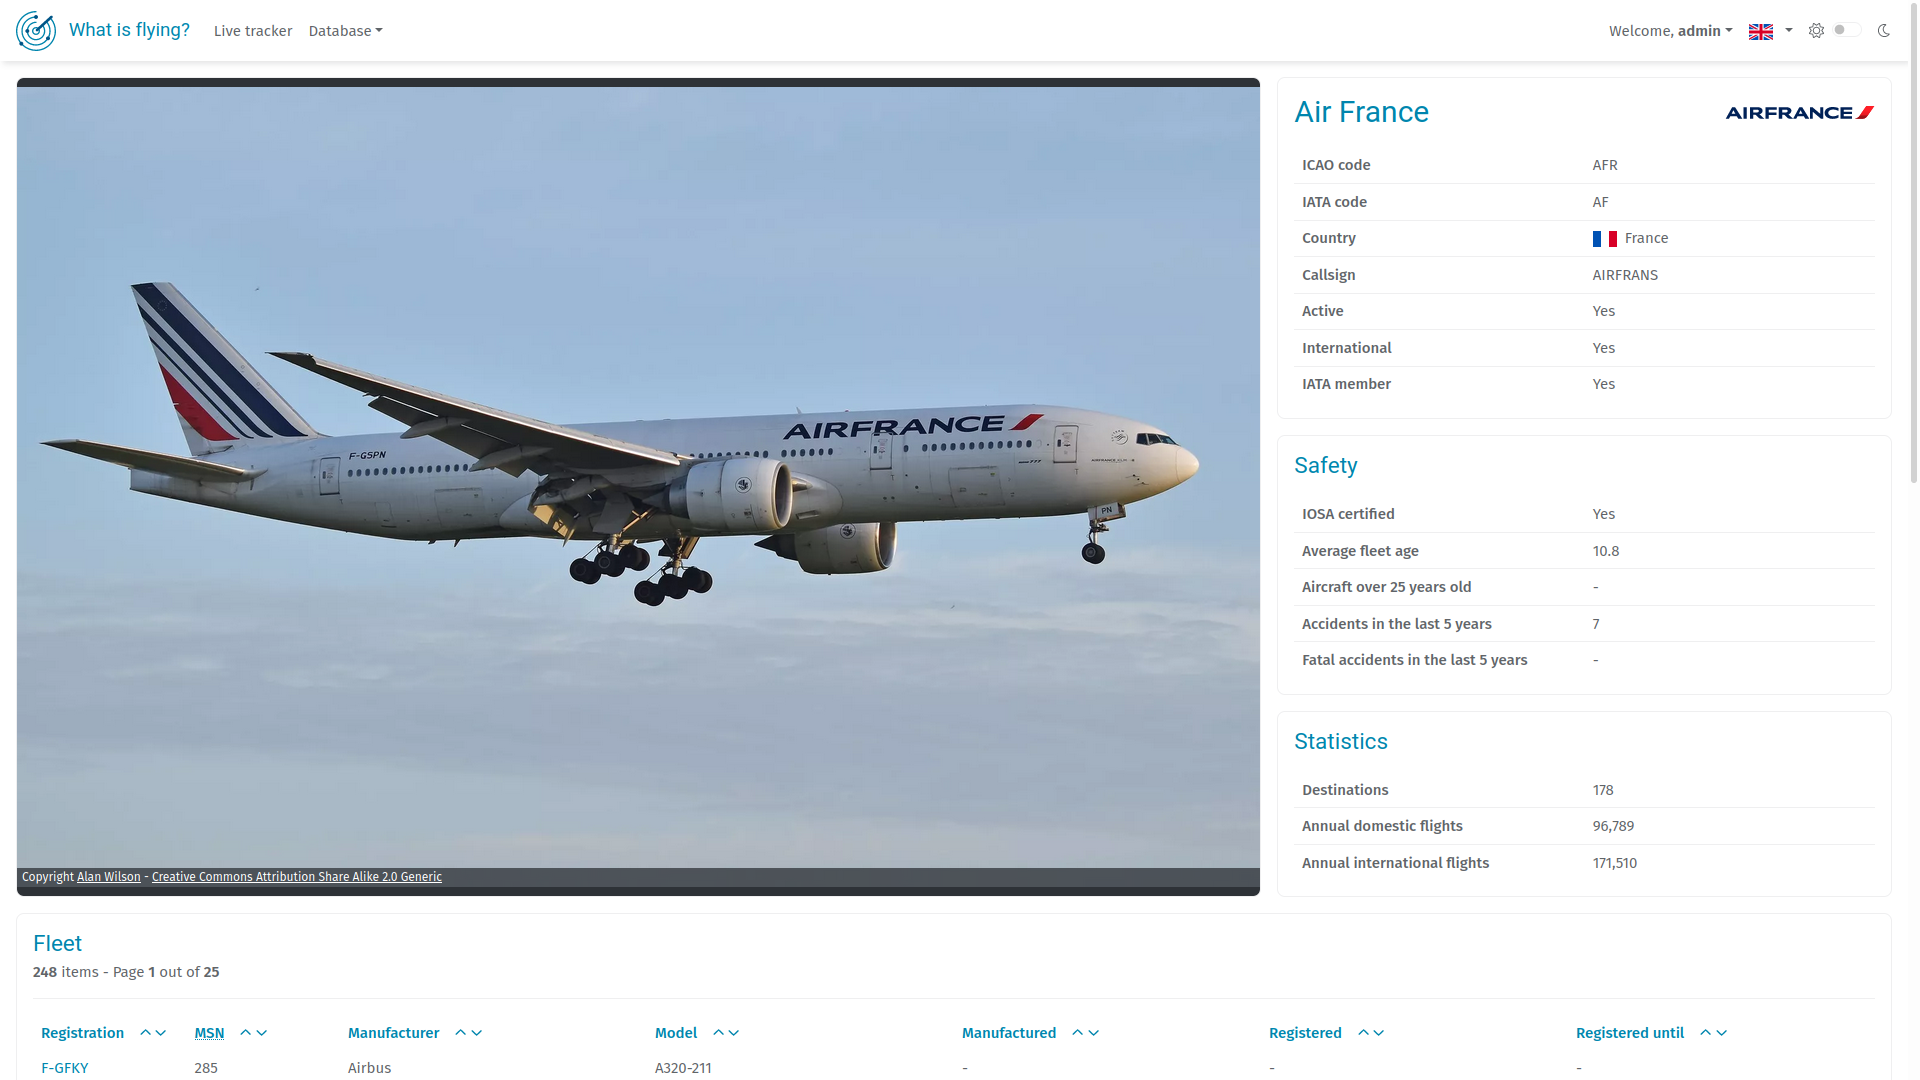 What is flying? Live tracker Database Welcome, admin
AIRFRANCE
F-GSPN
PN
Copyright Alan Wilson - Creative Commons Attribution Share Alike 2.0 Generic
Air France AIRFRANCE
ICAO code AFR
IATA code AF
Country France
Callsign AIRFRANS
Active Yes
International Yes
IATA member Yes
Safety
IOSA certified Yes
Average fleet age 10.8
Aircraft over 25 years old -
Accidents in the last 5 years 7
Fatal accidents in the last 5 years -
Statistics
Destinations 178
Annual domestic flights 96,789
Annual international flights 171,510
Fleet
248 items - Page 1 out of 25
Registration MSN Manufacturer Model Manufactured Registered Registered until
F-GFKY 285 Airbus A320-211 - - -